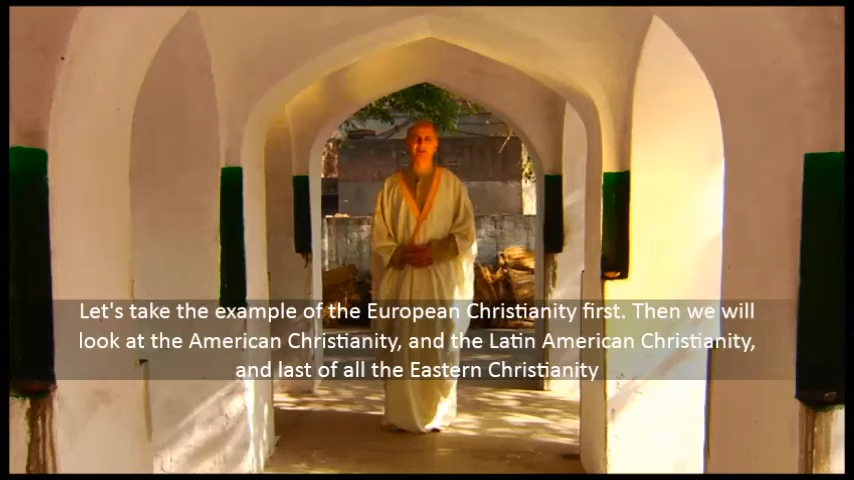 Let's take the example of the European Christianity first. Then we will
look at the American Christianity, and the Latin American Christianity,
and last of all the Eastern Christianity